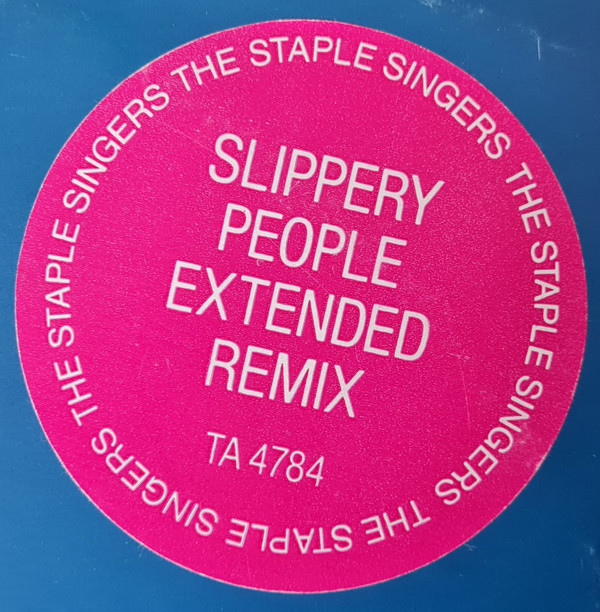 THE STAPLE SINGERS THE STAPLE SINGERS THE STAPLE SINGERS THE STAPLE SINGERS
SLIPPERY
PEOPLE
EXTENDED
REMIX
TA 4784